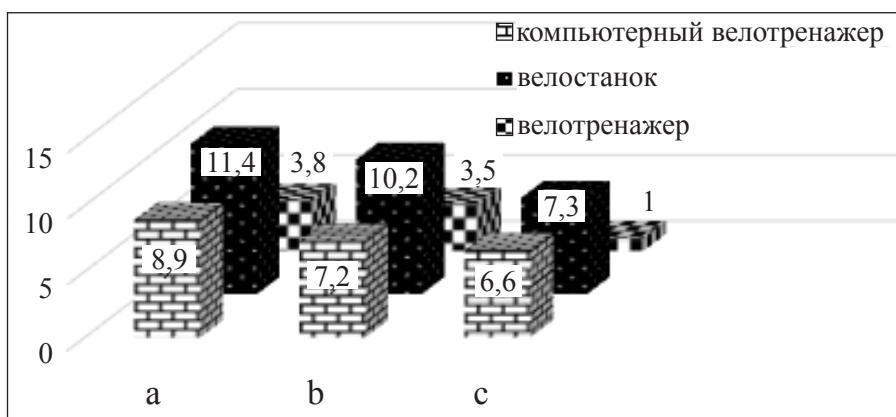 компьютерный велотренажер
велостанок
велотренажер
15
10
5
0
11,4
3,8
10,2
3,5
7,3
1
8,9
7,2
6,6
a
b
c